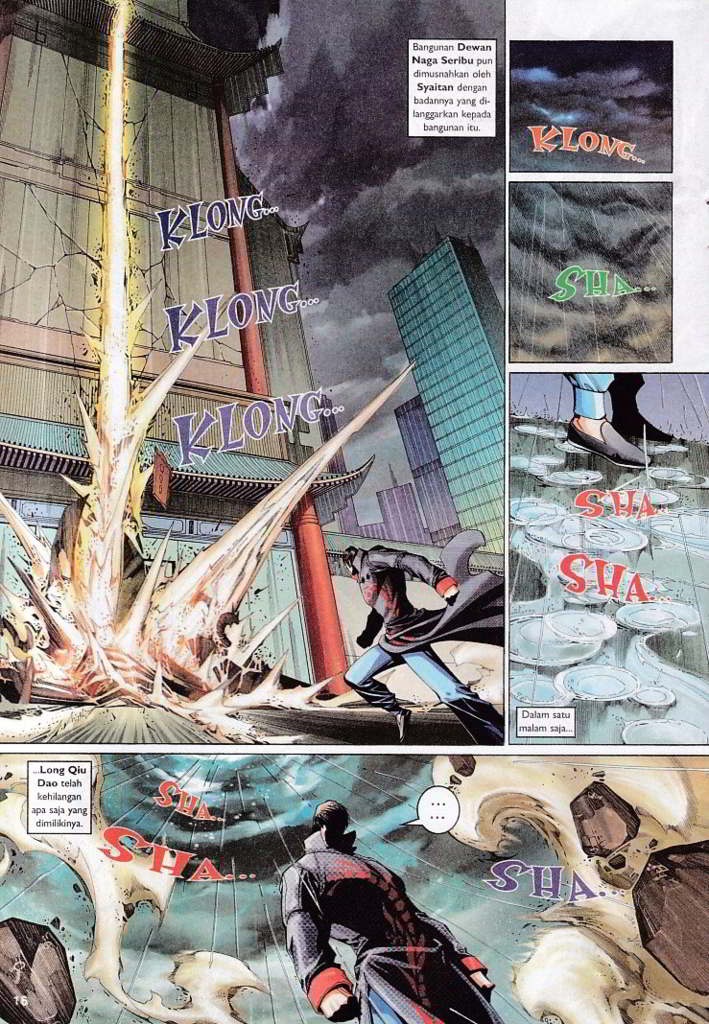 Bangunan Dewan
Naga Seribu pun
dimusnahkan oleh
Syaitan dengan
badannya yang di-
langgarkan kepada
bangunan itu.
KLONG...
KLONG...
KLONG...
KLONG...
SHA...
SHA...
SHA...
Dalam satu
malam saja...
...Long Qiu
Dao telah
kehilangan
apa saja yang
dimilikinya.
SHA...
SHA...
...
...
SHA...
16